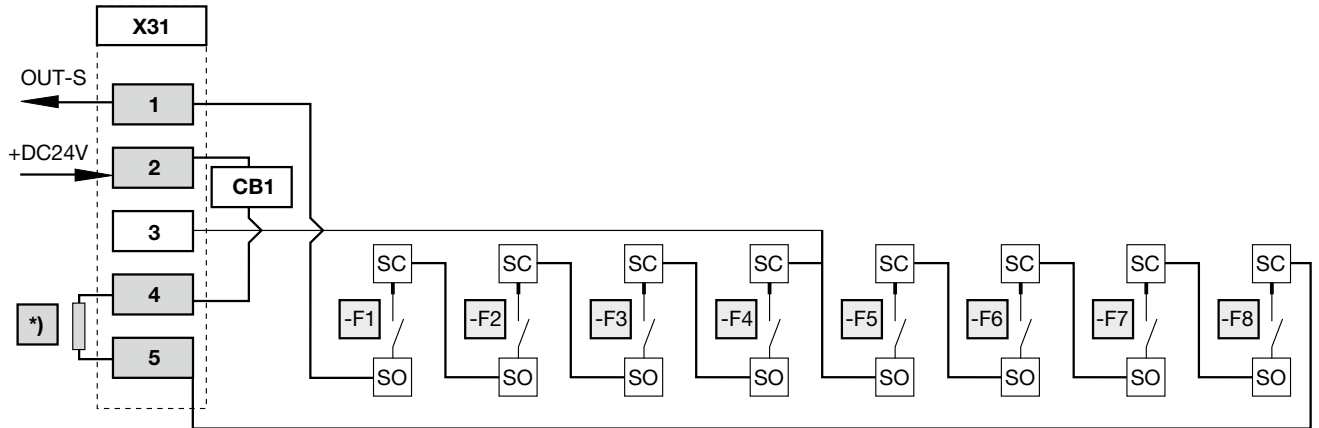 X31
OUT-S
1
+DC24V
2
CB1
3
SC SC SC SC SC SC SC SC
4
*)
-F1 -F2 -F3 -F4 -F5 -F6 -F7 -F8
5
SO SO SO SO SO SO SO SO